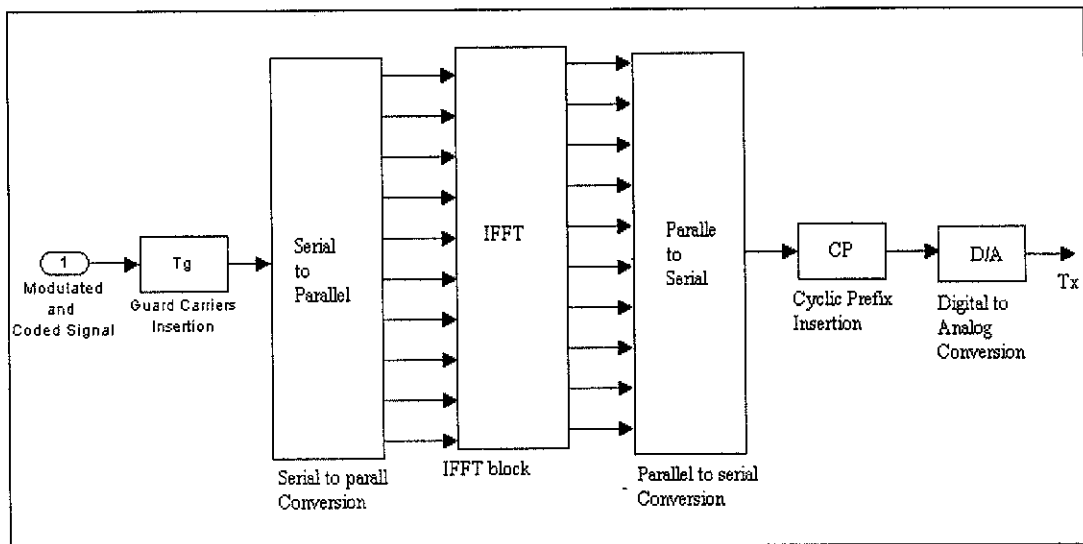 1
Modulated
and
Coded Signal
Tg
Guard Carriers
Insertion
Serial
to
Parallel
Serial to parall
Conversion
IFFT
IFFT block
Paralle
to
Serial
Parallel to serial
Conversion
CP
Cyclic Prefix
Insertion
D/A
Digital to
Analog
Conversion
Tx